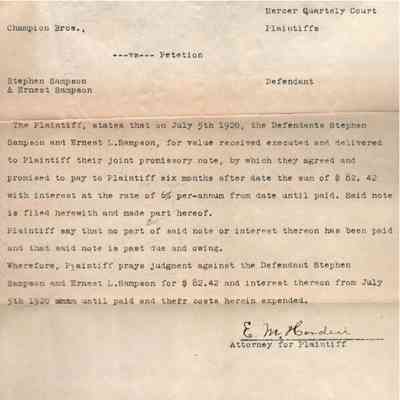 Mercer Quartely Court
Champion Bros., Plaintiffs
---vs--- Petetion
Stephen Sampson Defendant
& Ernest Sampson
The Plaintiff, states that on July 5th 1920, the Defendants Stephen
Sampson and Ernest L.Sampson, for value received executed and delivered
to Plaintiff their joint promissory note, by which they agreed and
promised to pay to Plaintiff six months after date the sum of $ 82.42
with interest at the rate of 6% per-annum from date until paid. Said note
is filed herewith and made part hereof.
Plaintiff say that no part of said note or interest thereon has been paid
and that said note is past due and owing.
Wherefore, Plaintiff prays judgment against the Defendant Stephen
Sampson and Ernest L.Sampson for $ 82.42 and interest thereon from July
5th 1920 until paid and their costs herein expended.
E. M.
Attorney for Plaintiff